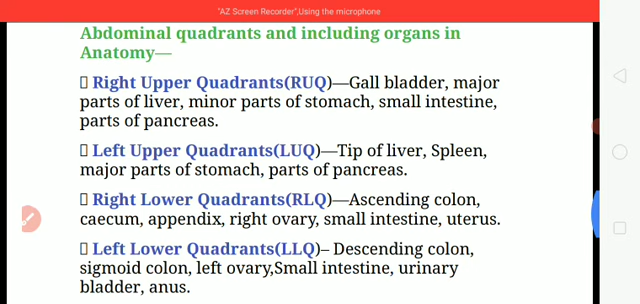 "AZ Screen Recorder",Using the microphone
Abdominal quadrants and including organs in
Anatomy—
▯ Right Upper Quadrants(RUQ)—Gall bladder, major
parts of liver, minor parts of stomach, small intestine,
parts of pancreas.
▯ Left Upper Quadrants(LUQ)—Tip of liver, Spleen,
major parts of stomach, parts of pancreas.
▯ Right Lower Quadrants(RLQ)—Ascending colon,
caecum, appendix, right ovary, small intestine, uterus.
▯ Left Lower Quadrants(LLQ)– Descending colon,
sigmoid colon, left ovary,Small intestine, urinary
bladder, anus.